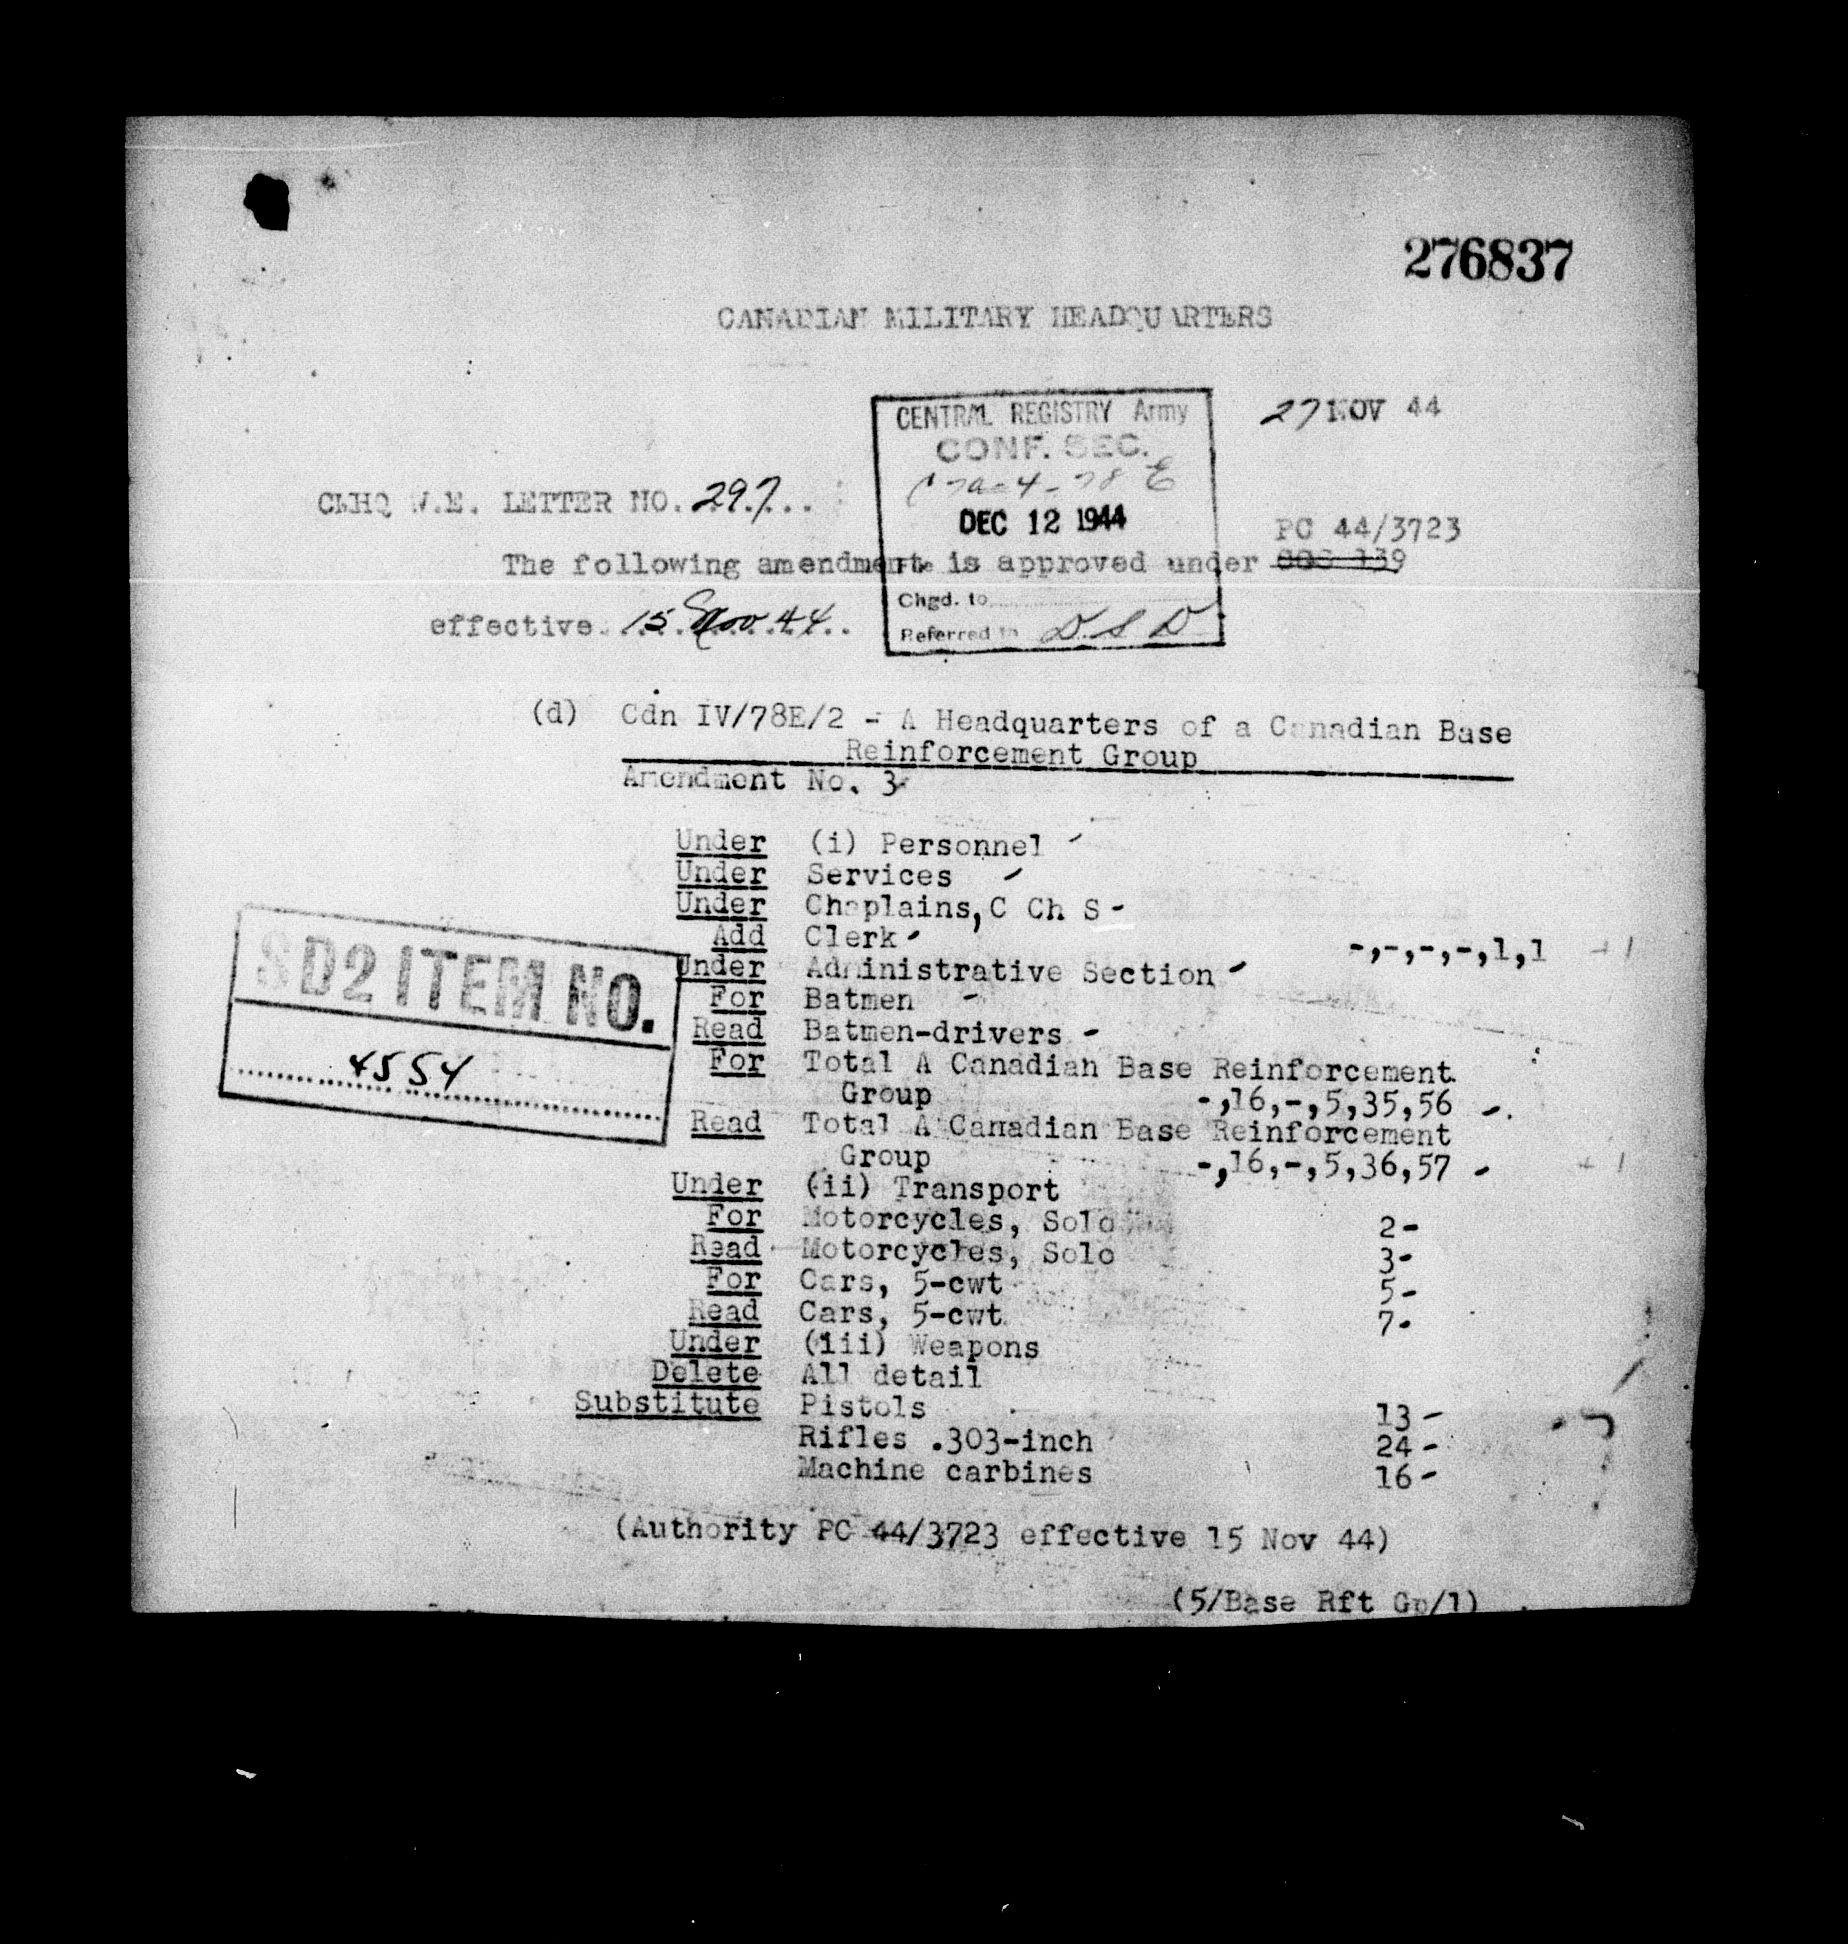 276837
CANADIAN MILITARY HEADQUARTERS
27 NOV 44
CENTRAL REGISTRY Army
CONF. SEC.
DEC 12 1944
File
Chgd. to
Referred to D S D
CMHQ W.E. LETTER NO. 297...
PC 44/3723
The following amendment is approved under 139
effective. 15 Nov 44..
(d) Cdn IV/78E/2 - A Headquarters of a Canadian Base
Reinforcement Group
Amendment No. 3
Under (i) Personnel
Under Services
Under Chaplains, C Ch S -
Add Clerk -,-,-,-,1,1 +1
Under Administrative Section
For Batmen
Read Batmen-drivers
For Total A Canadian Base Reinforcement
Group -,16,-,5,35,56
Read Total A Canadian Base Reinforcement
Group -,16,-,5,36,57 +1
Under (ii) Transport
For Motorcycles, Solo 2-
Read Motorcycles, Solo 3-
For Cars, 5-cwt 5-
Read Cars, 5-cwt 7-
Under (iii) Weapons
Delete All detail
Substitute Pistols 13-
Rifles .303-inch 24-
Machine carbines 16-
SD2 ITEM NO.
4554
(Authority PC 44/3723 effective 15 Nov 44)
(5/Base Rft Gp/1)